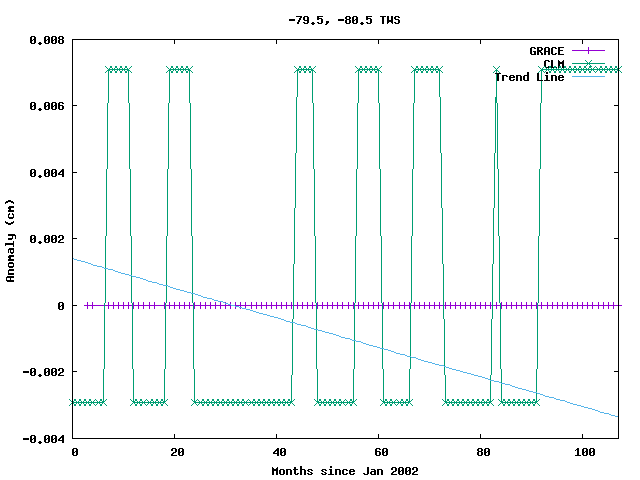 -79.5, -80.5 TWS
0.008
0.006
0.004
0.002
0
-0.002
-0.004
Anomaly (cm)
GRACE
CLM
Trend Line
0 20 40 60 80 100
Months since Jan 2002